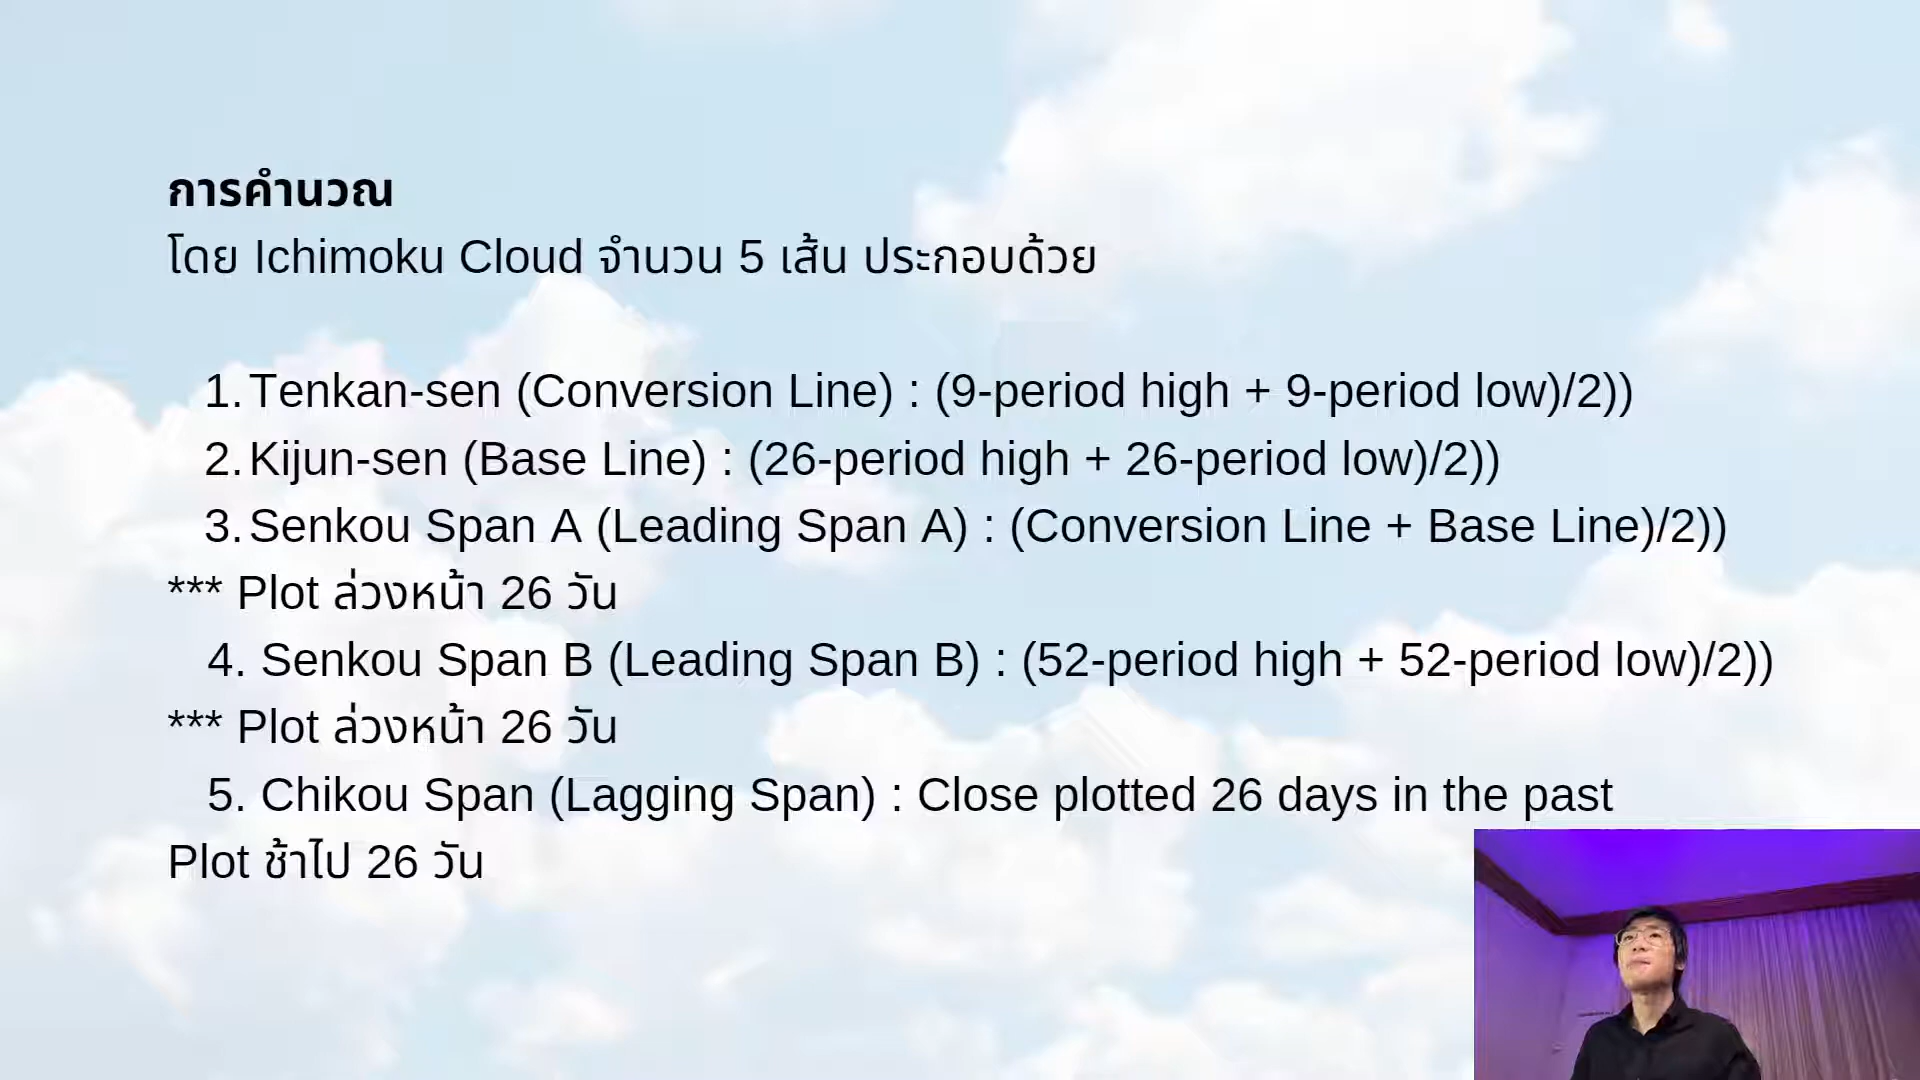 การคำนวณ
โดย Ichimoku Cloud จำนวน 5 เส้น ประกอบด้วย
1. Tenkan-sen (Conversion Line) : (9-period high + 9-period low)/2))
2. Kijun-sen (Base Line) : (26-period high + 26-period low)/2))
3. Senkou Span A (Leading Span A) : (Conversion Line + Base Line)/2))
*** Plot ล่วงหน้า 26 วัน
4. Senkou Span B (Leading Span B) : (52-period high + 52-period low)/2))
*** Plot ล่วงหน้า 26 วัน
5. Chikou Span (Lagging Span) : Close plotted 26 days in the past
Plot ช้าไป 26 วัน